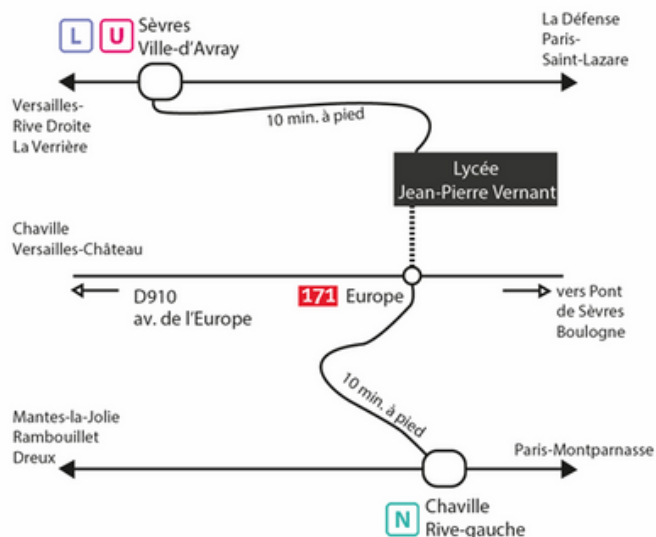 L U Sèvres
Ville-d'Avray
La Défense
Paris-
Saint-Lazare
Versailles-
Rive Droite
La Verrière
10 min. à pied
Lycée
Jean-Pierre Vernant
Chaville
Versailles-Château
D910
av. de l'Europe
171 Europe
vers Pont
de Sèvres
Boulogne
10 min. à pied
Mantes-la-Jolie
Rambouillet
Dreux
Paris-Montparnasse
N Chaville
Rive-gauche